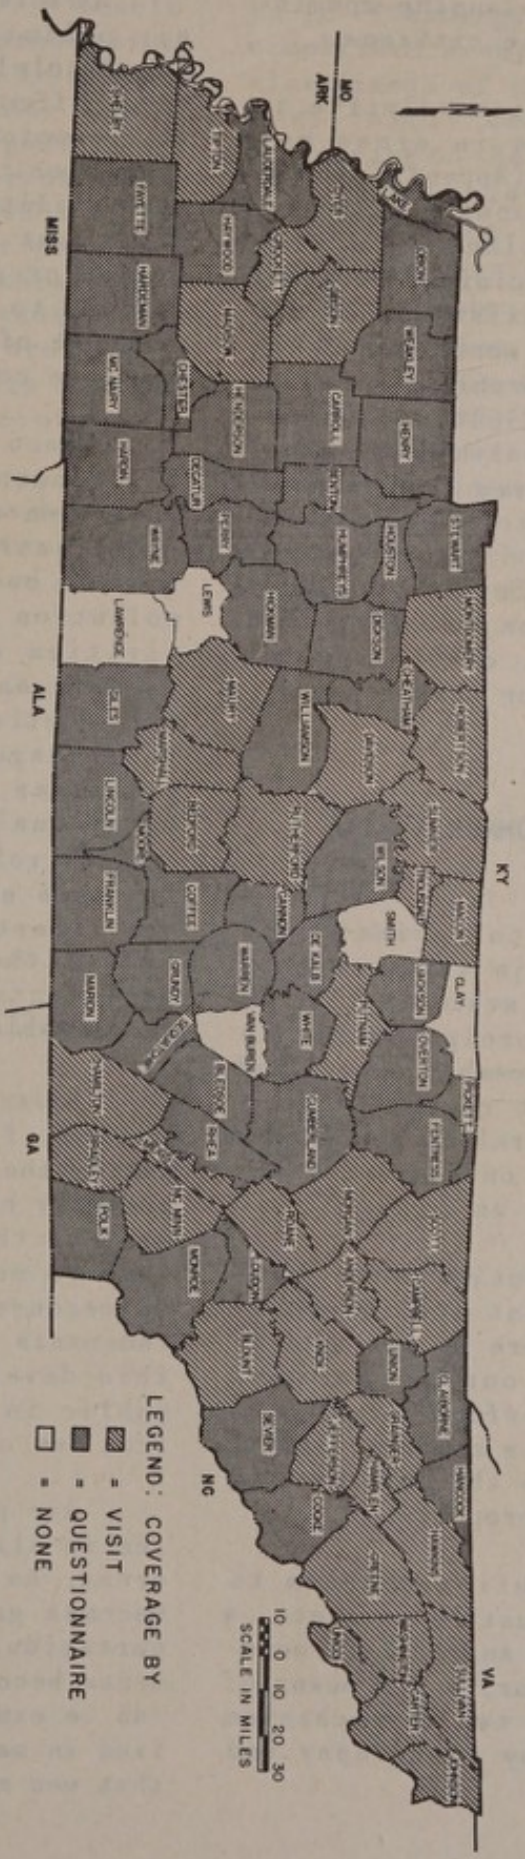 MO
ARK
N
KY
VA
MISS
ALA
GA
NC
LAKE
OBION
WEAKLEY
HENRY
STEWART
MONTGOMERY
ROBERTSON
SUMNER
MACON
CLAY
PICKETT
SCOTT
CAMPBELL
CLAIBORNE
HANCOCK
HAWKINS
SULLIVAN
JOHNSON
DYER
GIBSON
CARROLL
BENTON
HOUSTON
HUMPHREYS
DICKSON
CHEATHAM
DAVIDSON
WILSON
TROUSDALE
SMITH
JACKSON
OVERTON
FENTRESS
MORGAN
ANDERSON
UNION
GRAINGER
HAMBLEN
GREENE
WASHINGTON
CARTER
UNICOI
LAUDERDALE
CROCKETT
TIPTON
HAYWOOD
MADISON
HENDERSON
CHESTER
DECATUR
PERRY
HICKMAN
LEWIS
MAURY
WILLIAMSON
RUTHERFORD
CANNON
DE KALB
PUTNAM
WHITE
CUMBERLAND
ROANE
LOUDON
KNOX
JEFFERSON
COCKE
SEVIER
BLOUNT
SHELBY
FAYETTE
HARDEMAN
MC NAIRY
HARDIN
WAYNE
LAWRENCE
GILES
MARSHALL
BEDFORD
LINCOLN
MOORE
COFFEE
WARREN
VAN BUREN
FRANKLIN
GRUNDY
SEQUATCHIE
BLEDSOE
RHEA
MEIGS
MC MINN
MONROE
MARION
HAMILTON
BRADLEY
POLK
LEGEND: COVERAGE BY
= VISIT
= QUESTIONNAIRE
= NONE
10 0 10 20 30
SCALE IN MILES